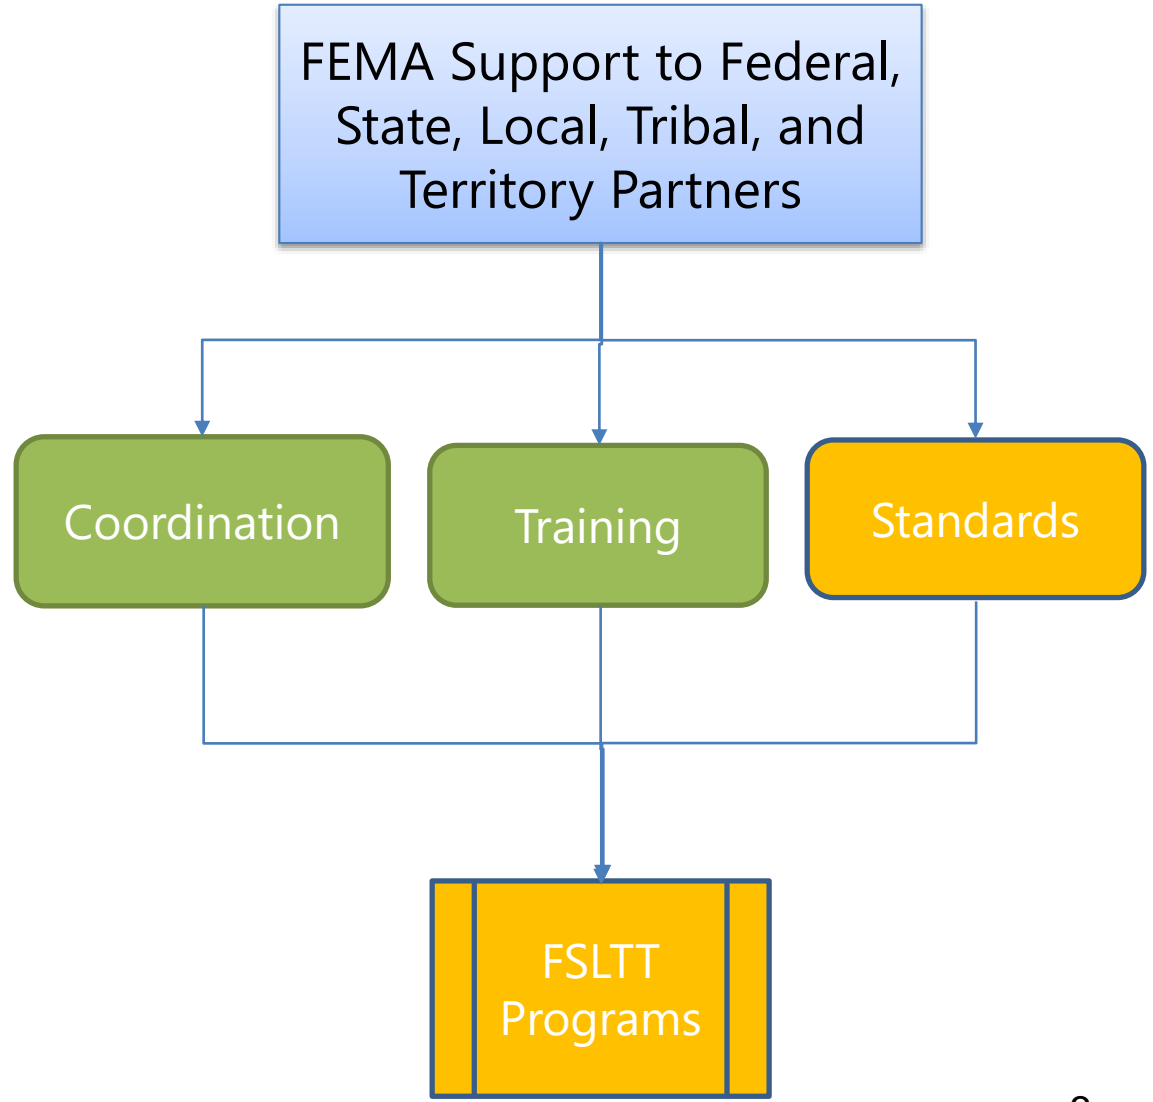 FEMA Support to Federal,
State, Local, Tribal, and
Territory Partners
Coordination
Training
Standards
FSLTT
Programs